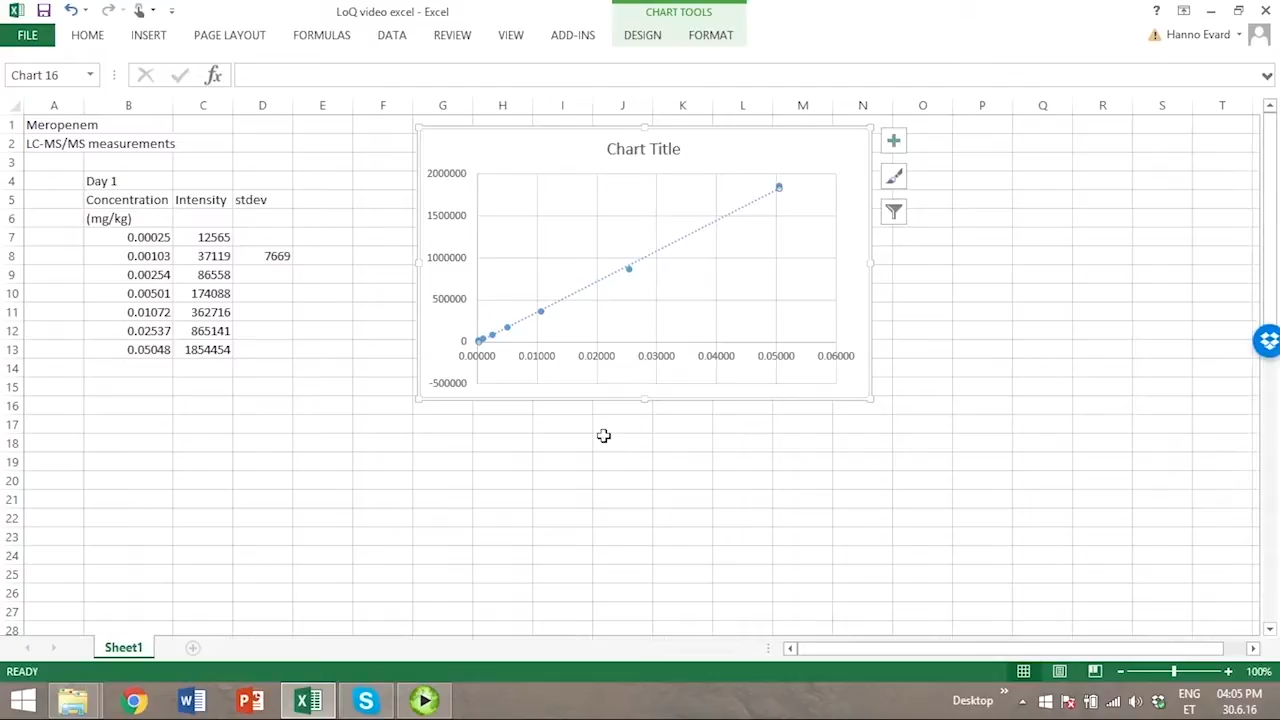 LoQ video excel - Excel
CHART TOOLS
?
FILE HOME INSERT PAGE LAYOUT FORMULAS DATA REVIEW VIEW ADD-INS DESIGN FORMAT Hanno Evard
Chart 16 fx
A B C D E F G H I J K L M N O P Q R S T
1 Meropenem
2 LC-MS/MS measurements
3
4 Day 1
5 Concentration Intensity stdev
6 (mg/kg)
7 0.00025 12565
8 0.00103 37119 7669
9 0.00254 86558
10 0.00501 174088
11 0.01072 362716
12 0.02537 865141
13 0.05048 1854454
14
15
16
17
18
19
20
21
22
23
24
25
26
27
28
Chart Title
2000000
1500000
1000000
500000
0
0.00000 0.01000 0.02000 0.03000 0.04000 0.05000 0.06000
-500000
Sheet1
READY 100%
Desktop ENG 04:05 PM
ET 30.6.16